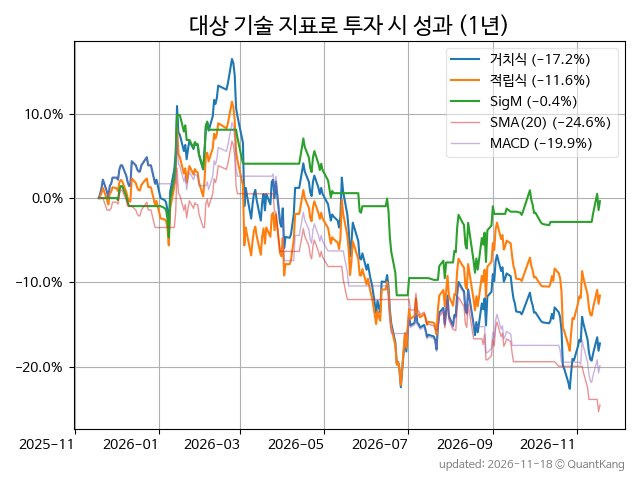 대상 기술 지표로 투자 시 성과 (1년)
거치식 (−17.2%)
적립식 (−11.6%)
SigM (−0.4%)
SMA(20) (−24.6%)
MACD (−19.9%)
10.0%
0.0%
−10.0%
−20.0%
2025-11 2026-01 2026-03 2026-05 2026-07 2026-09 2026-11
updated: 2026-11-18 ⓒ QuantKang